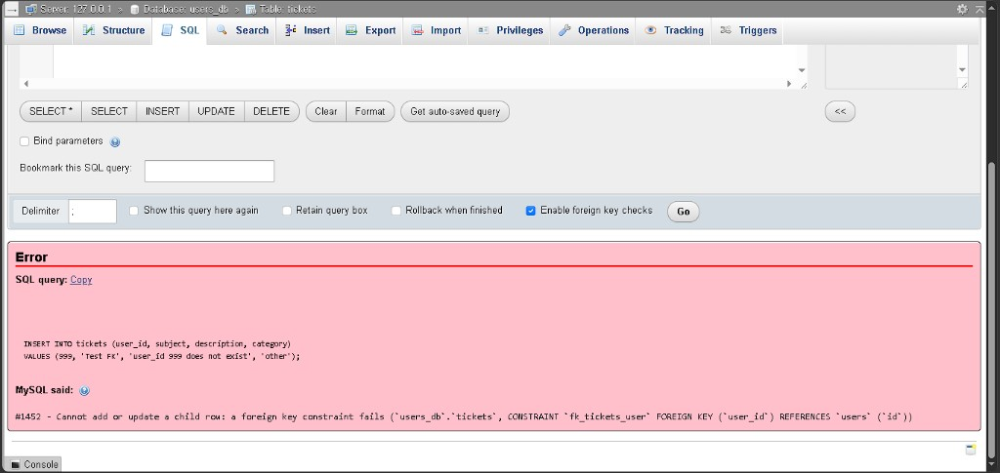 Server: 127.0.0.1 » Database: users_db » Table: tickets
Browse Structure SQL Search Insert Export Import Privileges Operations Tracking Triggers
SELECT * SELECT INSERT UPDATE DELETE Clear Format Get auto-saved query <<
Bind parameters
Bookmark this SQL query:
Delimiter ; Show this query here again Retain query box Rollback when finished Enable foreign key checks Go
Error
SQL query: Copy
INSERT INTO tickets (user_id, subject, description, category)
VALUES (999, 'Test FK', 'user_id 999 does not exist', 'other');
MySQL said:
#1452 - Cannot add or update a child row: a foreign key constraint fails (`users_db`.`tickets`, CONSTRAINT `fk_tickets_user` FOREIGN KEY (`user_id`) REFERENCES `users` (`id`))
Console